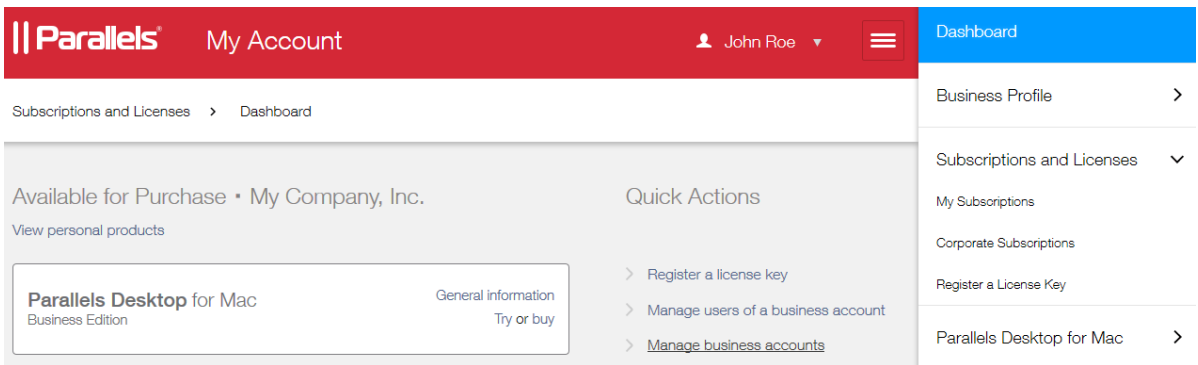 || Parallels® My Account John Roe
Subscriptions and Licenses > Dashboard
Available for Purchase • My Company, Inc.
View personal products
Parallels Desktop for Mac
Business Edition
General information
Try or buy
Quick Actions
Register a license key
Manage users of a business account
Manage business accounts
Dashboard
Business Profile
Subscriptions and Licenses
My Subscriptions
Corporate Subscriptions
Register a License Key
Parallels Desktop for Mac